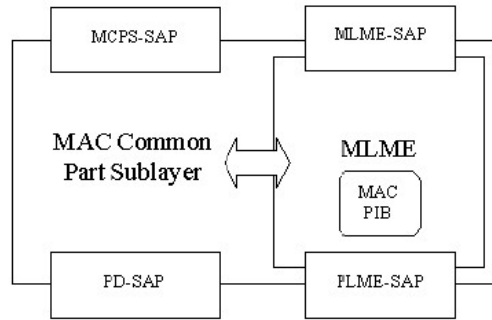 MCPS-SAP
MLME-SAP
MAC Common
Part Sublayer
MLME
MAC
PIB
PD-SAP
PLME-SAP